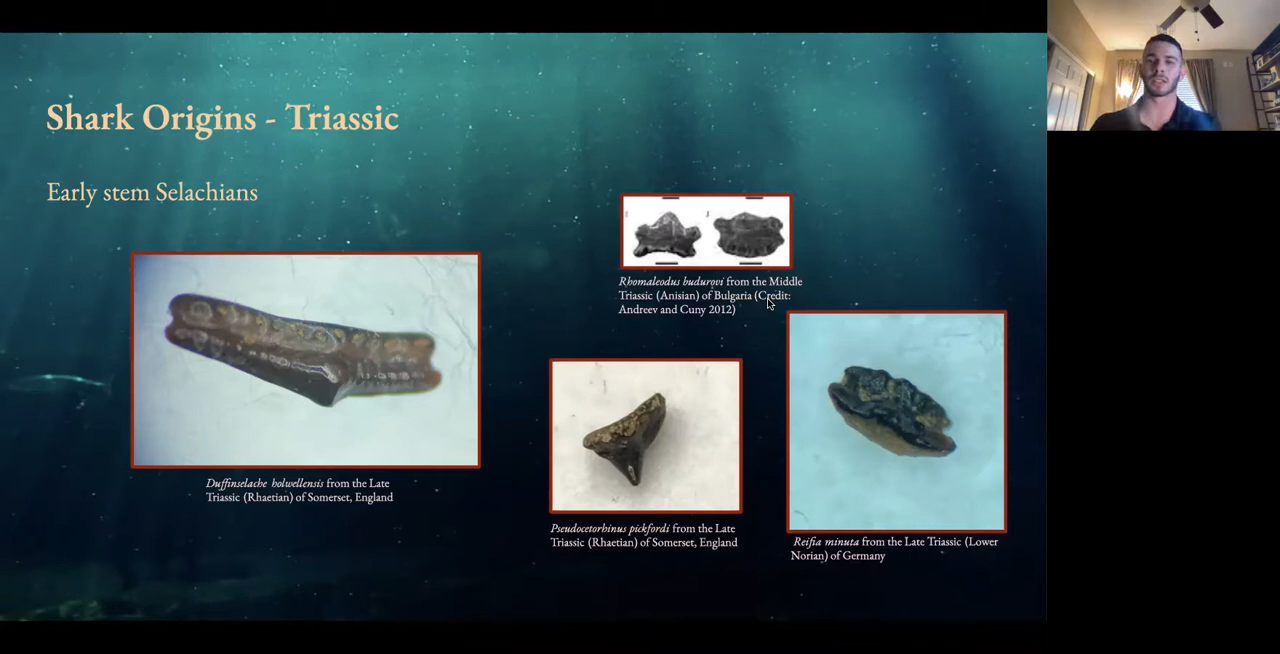 Shark Origins - Triassic
Early stem Selachians
Rhomaleodus budurovi from the Middle
Triassic (Anisian) of Bulgaria (Credit:
Andreev and Cuny 2012)
Duffinselache holwellensis from the Late
Triassic (Rhaetian) of Somerset, England
Pseudocetorhinus pickfordi from the Late
Triassic (Rhaetian) of Somerset, England
Reifia minuta from the Late Triassic (Lower
Norian) of Germany